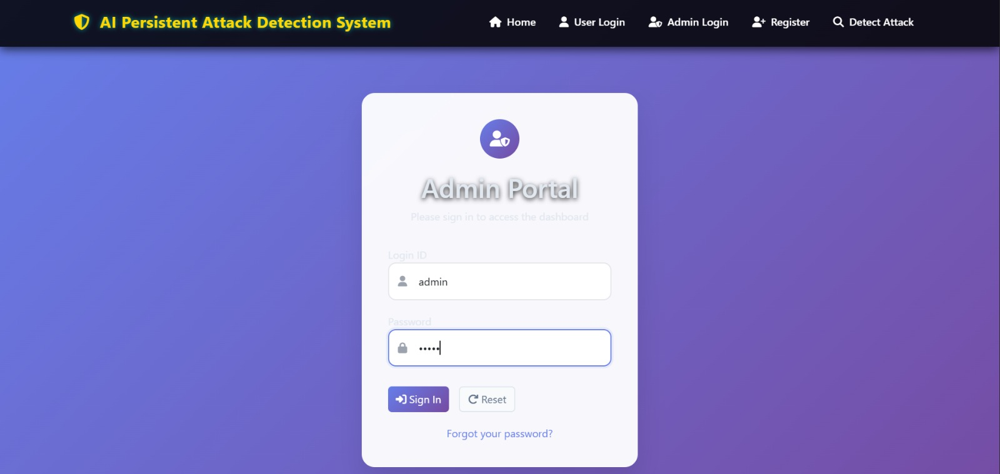 AI Persistent Attack Detection System
Home User Login Admin Login Register Detect Attack
Admin Portal
Please sign in to access the dashboard
Login ID
admin
Password
•••••
Sign In Reset
Forgot your password?